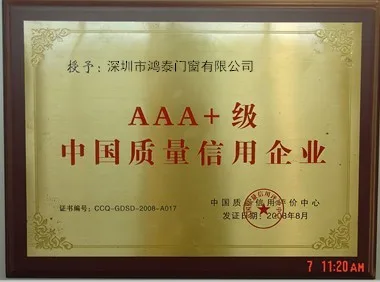 授予：深圳市鸿泰门窗有限公司
AAA+级
中国质量信用企业
证书编号：CCQ-GDSD-2008-A017
中国质量信用评价中心
发证日期：2008年8月
7 11:20AM